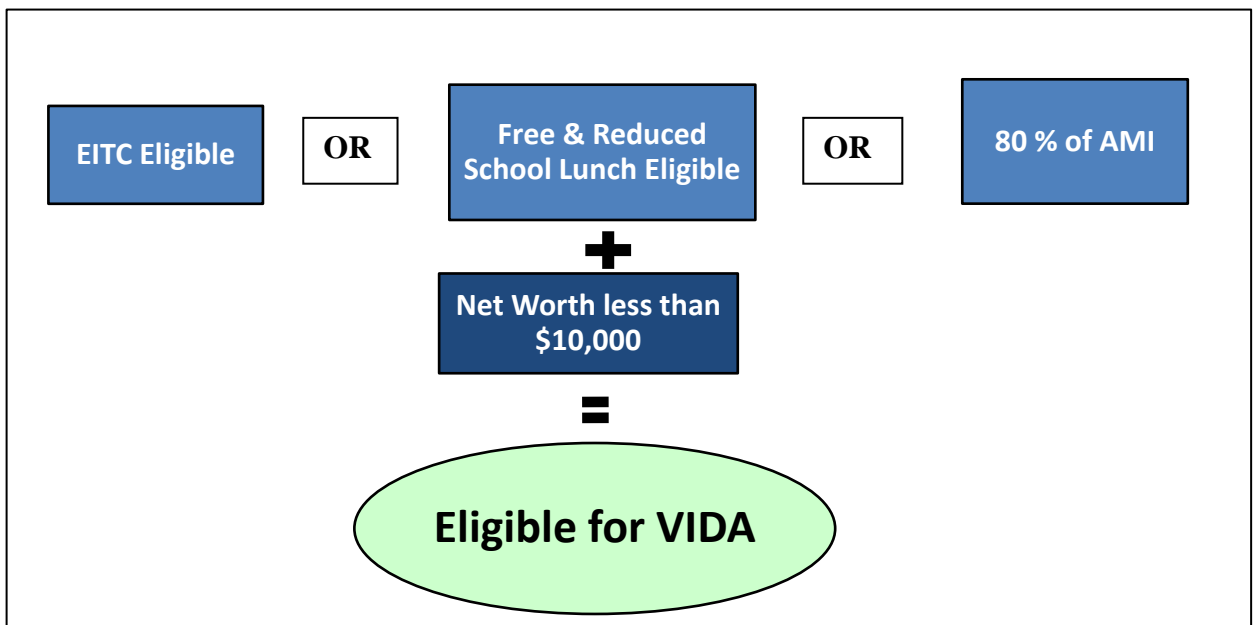 EITC Eligible
OR
Free & Reduced
School Lunch Eligible
OR
80 % of AMI
+
Net Worth less than
$10,000
=
Eligible for VIDA